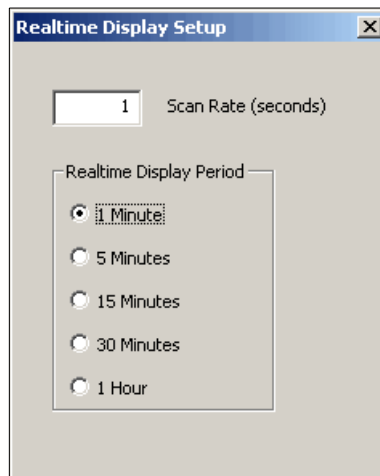 Realtime Display Setup
1 Scan Rate (seconds)
Realtime Display Period
1 Minute
5 Minutes
15 Minutes
30 Minutes
1 Hour